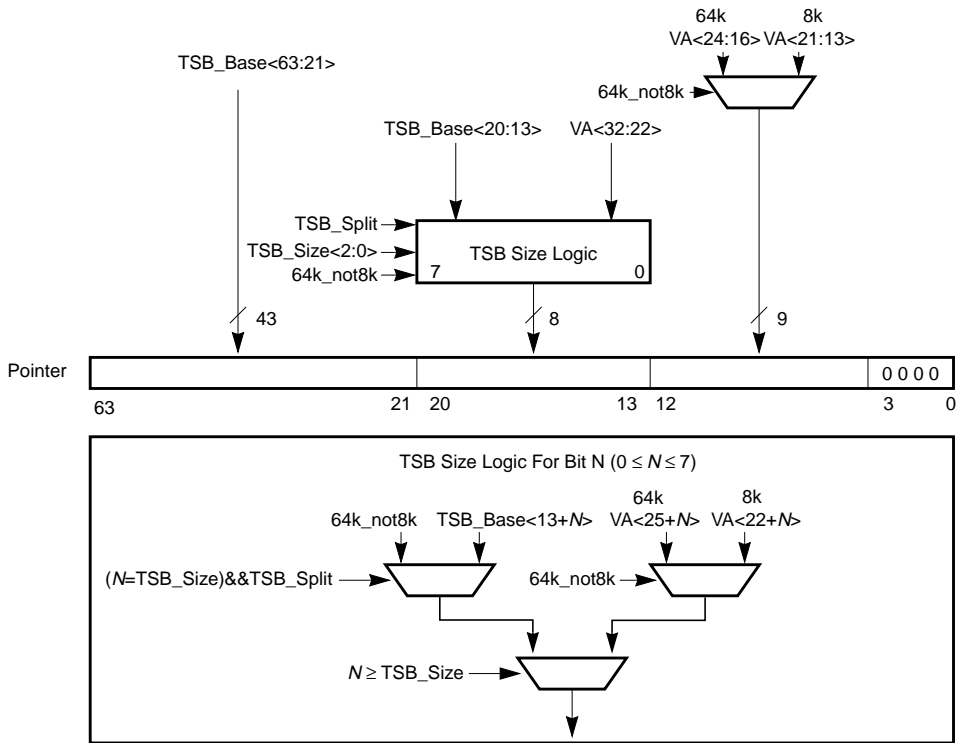 64k 8k
VA<24:16> VA<21:13>
TSB_Base<63:21>
64k_not8k
TSB_Base<20:13> VA<32:22>
TSB_Split
TSB_Size<2:0> TSB Size Logic
64k_not8k 7 0
43 8 9
Pointer 0 0 0 0
63 21 20 13 12 3 0
TSB Size Logic For Bit N (0 ≤ N ≤ 7)
64k 8k
64k_not8k TSB_Base<13+N> VA<25+N> VA<22+N>
(N=TSB_Size)&&TSB_Split 64k_not8k
N ≥ TSB_Size